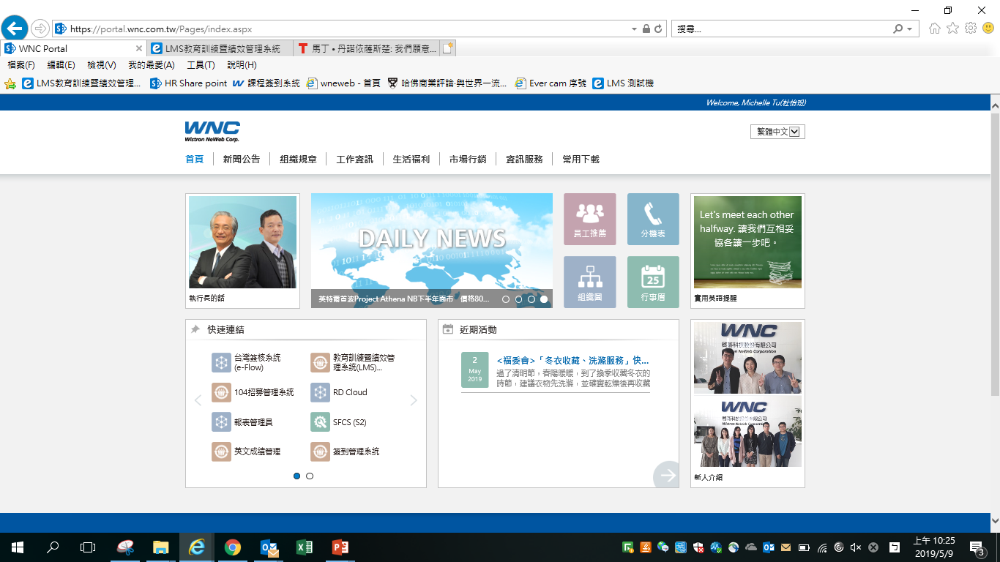 https://portal.wnc.com.tw/Pages/index.aspx
搜尋...
WNC Portal
LMS教育訓練暨績效管理系統
馬丁 • 丹諾依薩斯楚: 我們願意...
檔案(F) 編輯(E) 檢視(V) 我的最愛(A) 工具(T) 說明(H)
LMS教育訓練暨績效管理... HR Share point 課程簽到系統 wneweb - 首頁 哈佛商業評論‧與世界一流... Ever cam 序號 LMS 測試機
Welcome, Michelle Tu(杜怡玢)
WNC
Wistron NeWeb Corp.
繁體中文
首頁 新聞公告 組織規章 工作資訊 生活福利 市場行銷 資訊服務 常用下載
執行長的話
DAILY NEWS
英特爾首波Project Athena NB下半年面市 價格80...
員工推薦
分機表
組織圖
25
行事曆
Let's meet each other
halfway. 讓我們互相妥
協各讓一步吧。
實用英語提醒
快速連結
台灣簽核系統
(e-Flow)
教育訓練暨績效管
理系統(LMS)...
104招募管理系統
RD Cloud
報表管理員
SFCS (S2)
英文成績管理
簽到管理系統
近期活動
2
May
2019
<福委會>「冬衣收藏、洗滌服務」快...
過了清明節，春陽暖暖，到了換季收藏冬衣的
時節，建議衣物先洗滌，並確實乾燥後再收藏
WNC
啓碁科技股份有限公司
Wistron NeWeb Corporation
WNC
啓碁科技股份有限公司
Wistron NeWeb Corporation
新人介紹
上午 10:25
2019/5/9
3